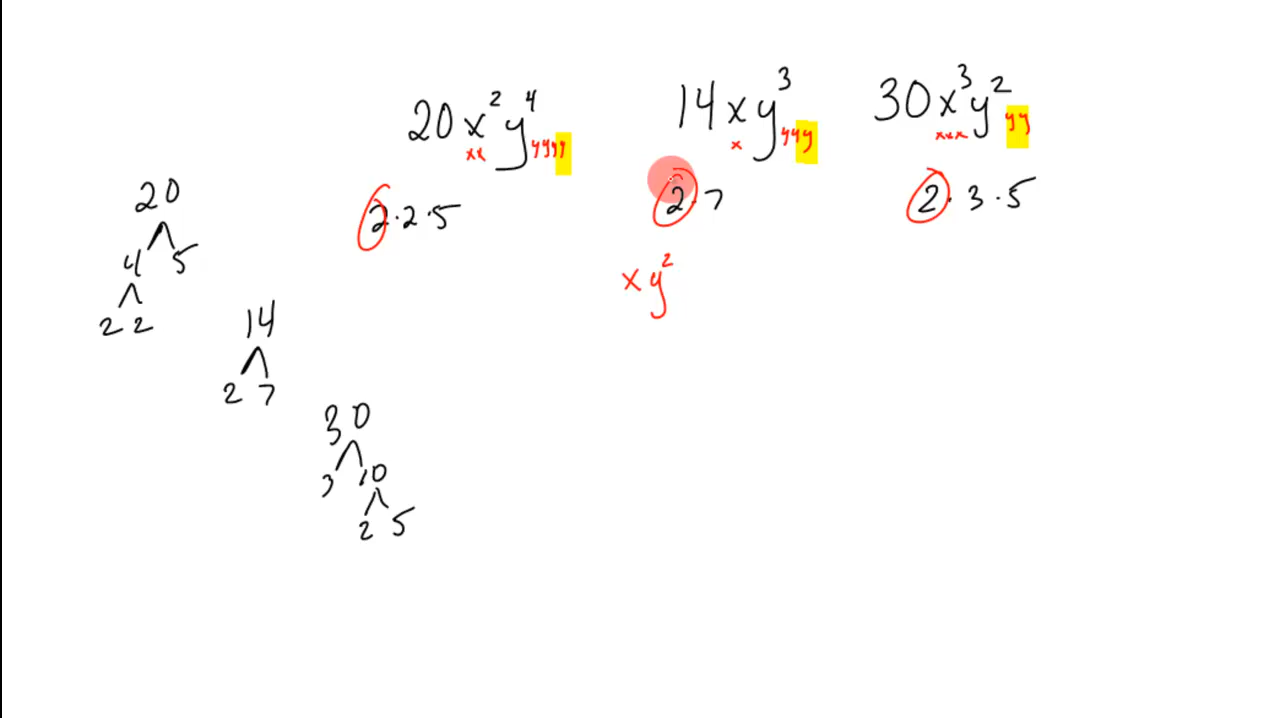 20x²y⁴ 14xy³ 30x³y²
xx yyyy x yyy xxx yy
20 2·2·5 2·7 2·3·5
4 5 xy²
2 2 14
2 7
30
3 10
2 5